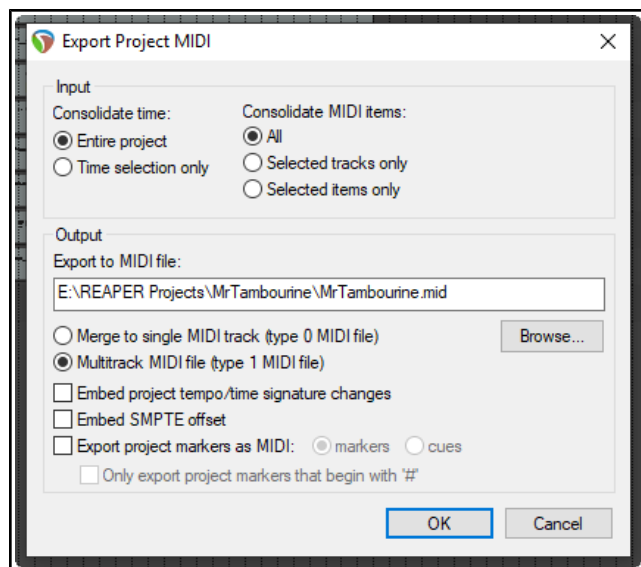 Export Project MIDI
Input
Consolidate time:
Entire project
Time selection only
Consolidate MIDI items:
All
Selected tracks only
Selected items only
Output
Export to MIDI file:
E:\REAPER Projects\MrTambourine\MrTambourine.mid
Merge to single MIDI track (type 0 MIDI file)
Browse...
Multitrack MIDI file (type 1 MIDI file)
Embed project tempo/time signature changes
Embed SMPTE offset
Export project markers as MIDI: markers cues
Only export project markers that begin with '#'
OK Cancel